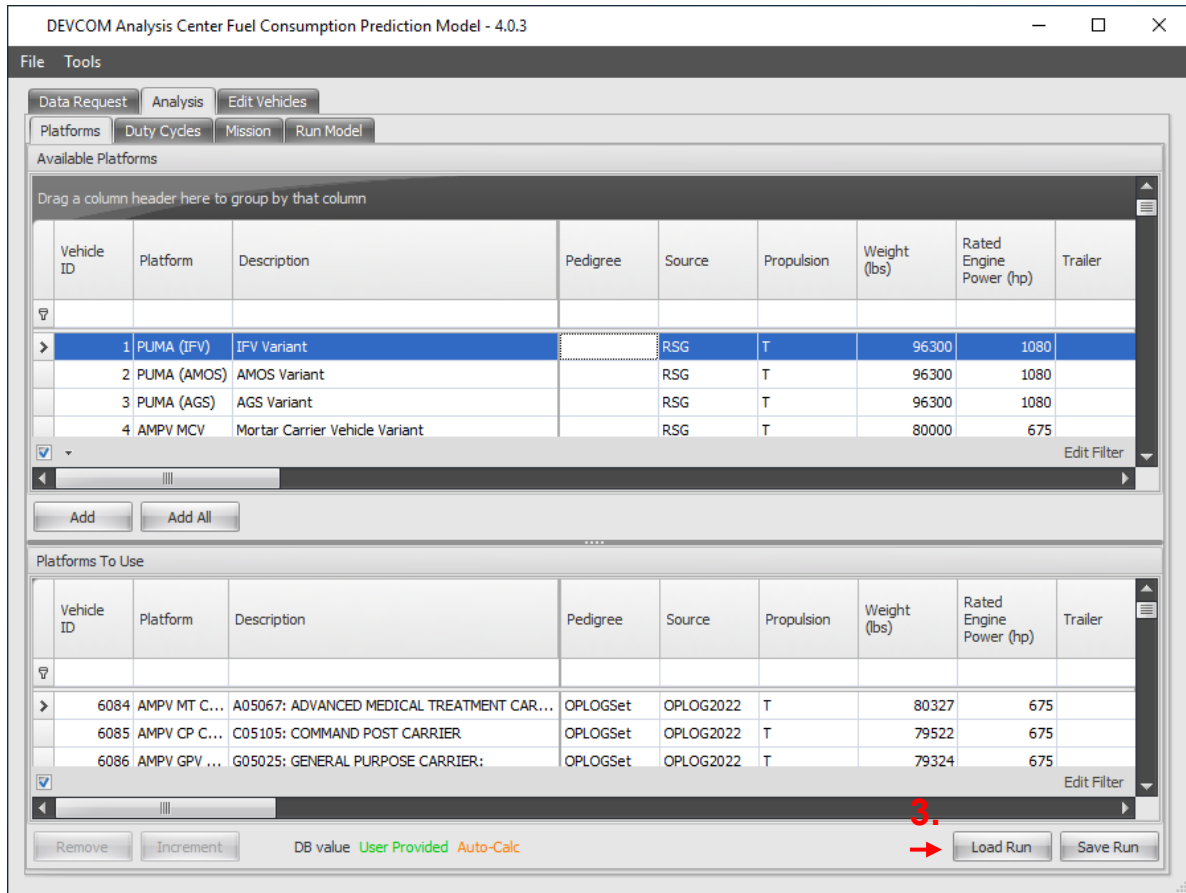 DEVCOM Analysis Center Fuel Consumption Prediction Model - 4.0.3
File Tools
Data Request Analysis Edit Vehicles
Platforms Duty Cycles Mission Run Model
Available Platforms
Drag a column header here to group by that column
Vehicle ID Platform Description Pedigree Source Propulsion Weight (lbs) Rated Engine Power (hp) Trailer
1 PUMA (IFV) IFV Variant RSG T 96300 1080
2 PUMA (AMOS) AMOS Variant RSG T 96300 1080
3 PUMA (AGS) AGS Variant RSG T 96300 1080
4 AMPV MCV Mortar Carrier Vehicle Variant RSG T 80000 675
Edit Filter
Add Add All
Platforms To Use
Vehicle ID Platform Description Pedigree Source Propulsion Weight (lbs) Rated Engine Power (hp) Trailer
6084 AMPV MT C... A05067: ADVANCED MEDICAL TREATMENT CAR... OPLOGSet OPLOG2022 T 80327 675
6085 AMPV CP C... C05105: COMMAND POST CARRIER OPLOGSet OPLOG2022 T 79522 675
6086 AMPV GPV ... G05025: GENERAL PURPOSE CARRIER: OPLOGSet OPLOG2022 T 79324 675
Edit Filter
3.
Remove Increment DB value User Provided Auto-Calc Load Run Save Run